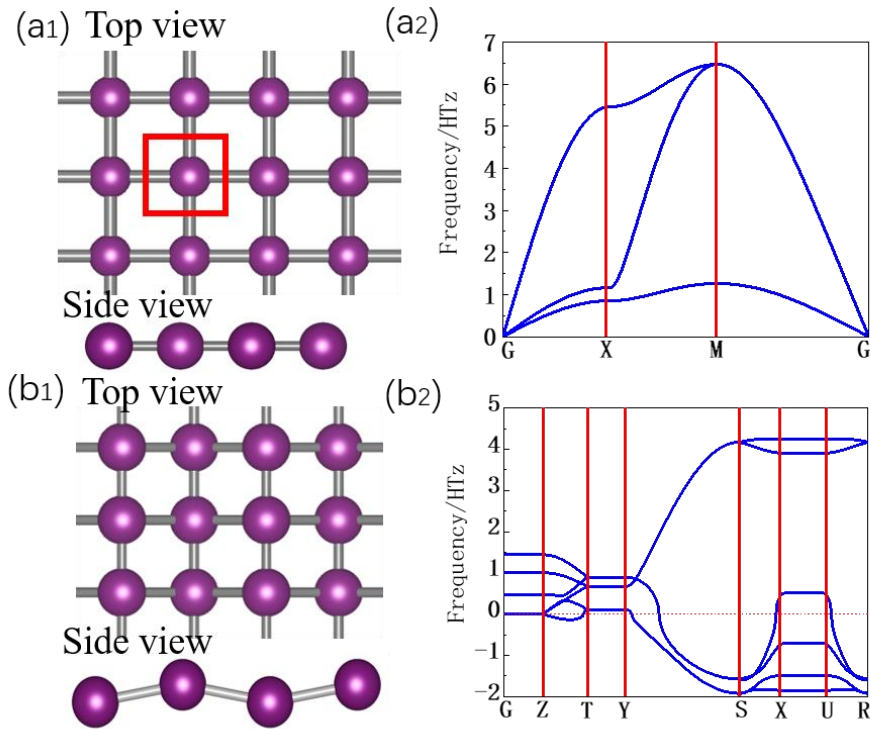 (a1) Top view
Side view
(a2)
Frequency/HTz
7
6
5
4
3
2
1
0
G X M G
(b1) Top view
Side view
(b2)
Frequency/HTz
5
4
3
2
1
0
-1
-2
G Z T Y S X U R